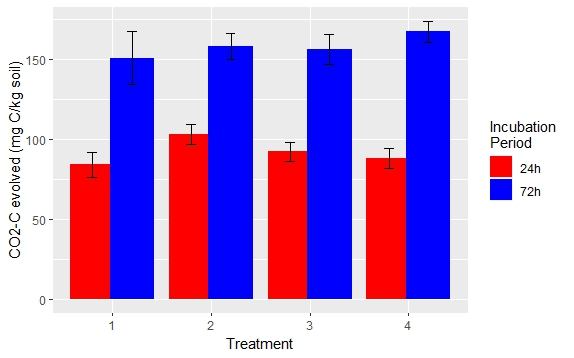 CO2-C evolved (mg C/kg soil)
150
100
50
0
1 2 3 4
Treatment
Incubation
Period
24h
72h